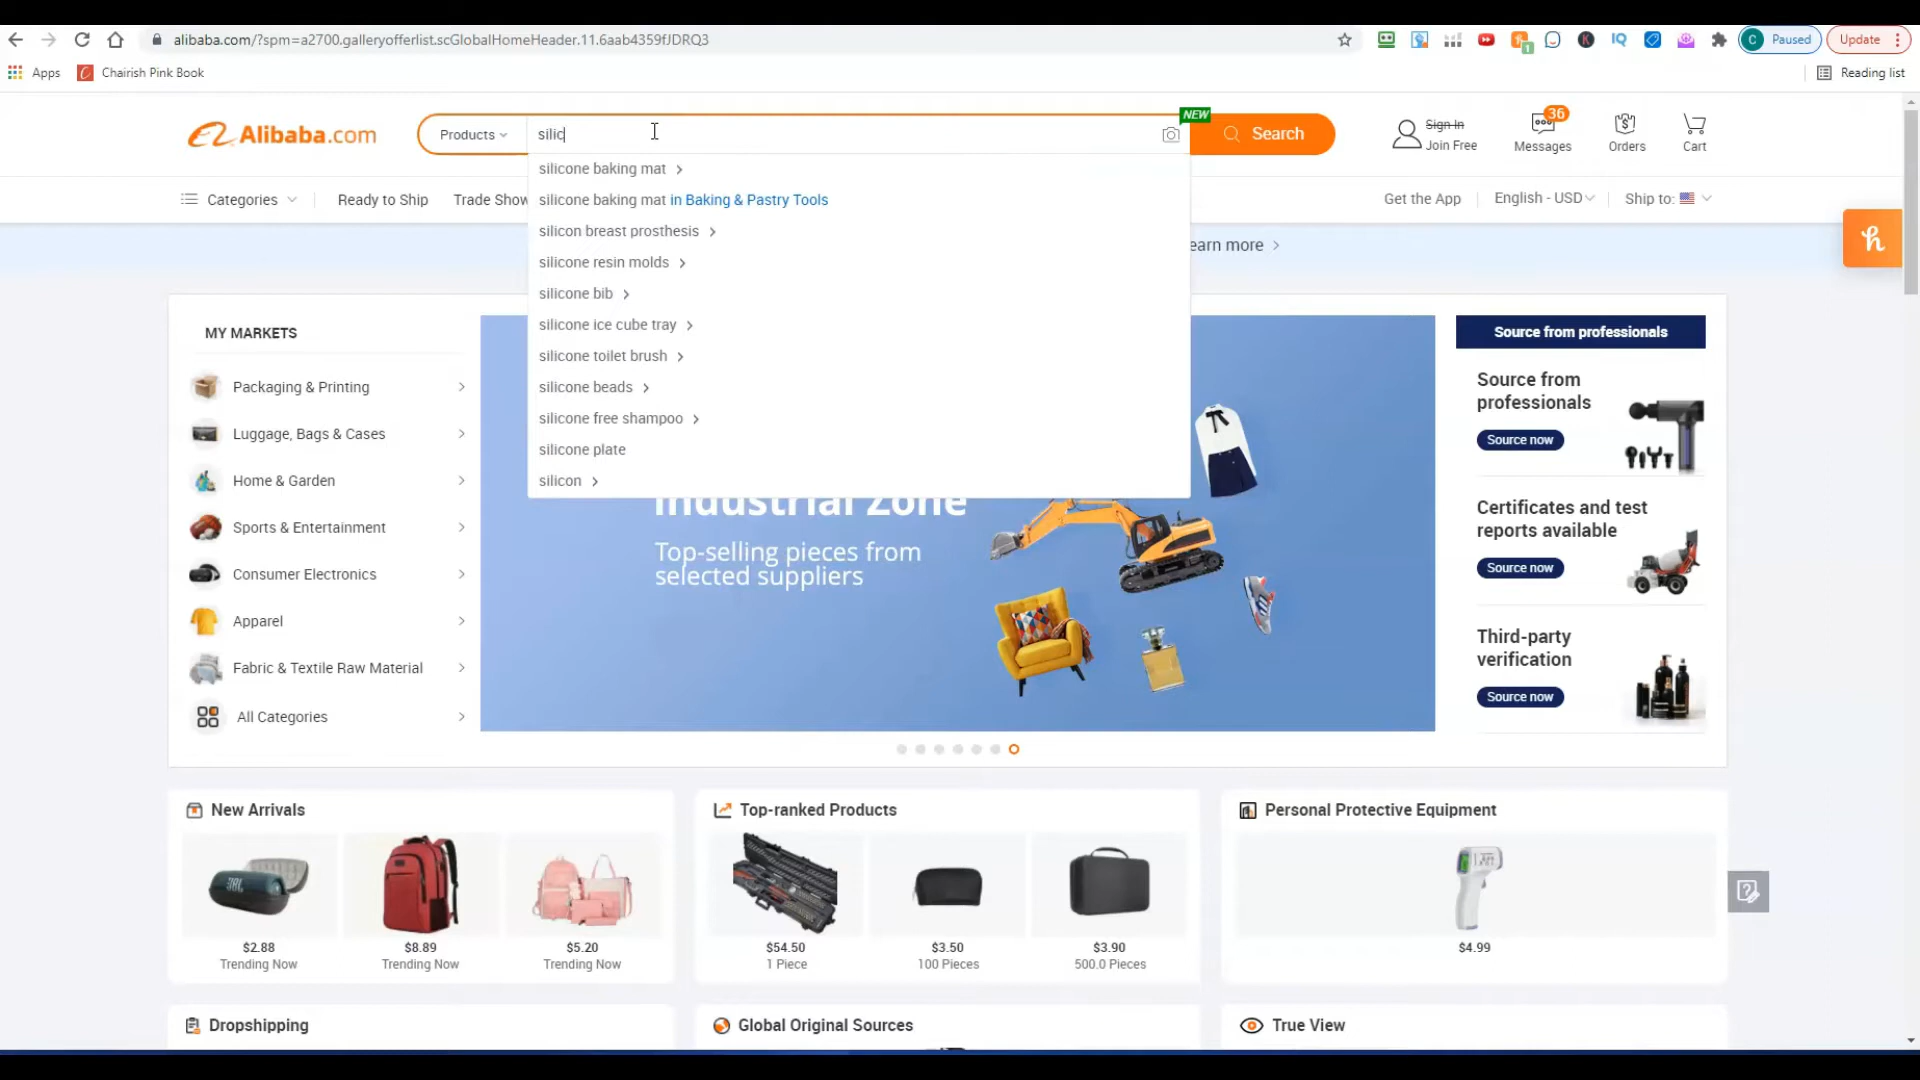 alibaba.com/?spm=a2700.galleryofferlist.scGlobalHomeHeader.11.6aab4359fJDRQ3
1
K
IQ
C Paused
Update
Apps
Chairish Pink Book
Reading list
Alibaba.com
Products
silic
NEW
Search
Sign In
Join Free
36
Messages
Orders
Cart
Categories
Ready to Ship
Trade Show
Get the App
English - USD
Ship to:
silicone baking mat
silicone baking mat in Baking & Pastry Tools
silicon breast prosthesis
silicone resin molds
silicone bib
silicone ice cube tray
silicone toilet brush
silicone beads
silicone free shampoo
silicone plate
silicon
earn more
h
MY MARKETS
Packaging & Printing
Luggage, Bags & Cases
Home & Garden
Sports & Entertainment
Consumer Electronics
Apparel
Fabric & Textile Raw Material
All Categories
Industrial Zone
Top-selling pieces from
selected suppliers
Source from professionals
Source from
professionals
Source now
Certificates and test
reports available
Source now
Third-party
verification
Source now
New Arrivals
JBL
$2.88
Trending Now
$8.89
Trending Now
$5.20
Trending Now
Top-ranked Products
$54.50
1 Piece
$3.50
100 Pieces
$3.90
500.0 Pieces
Personal Protective Equipment
$4.99
Dropshipping
Global Original Sources
True View